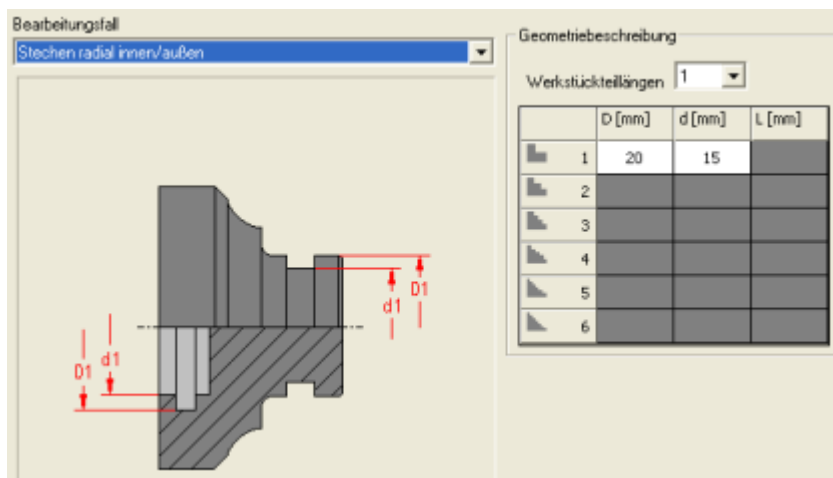 Bearbeitungsfall
Stechen radial innen/außen
Geometriebeschreibung
Werkstückteillängen 1
D [mm] d [mm] L [mm]
1 20 15
2
3
4
5
6
D1
d1
D1
d1